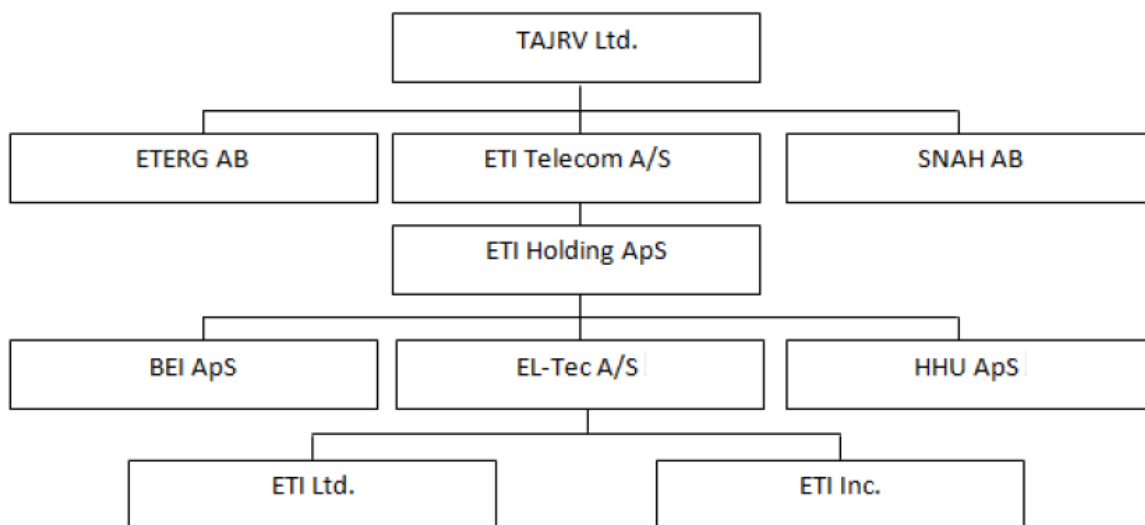 TAJRV Ltd.
ETERG AB
ETI Telecom A/S
SNAH AB
ETI Holding ApS
BEI ApS
EL-Tec A/S
HHU ApS
ETI Ltd.
ETI Inc.